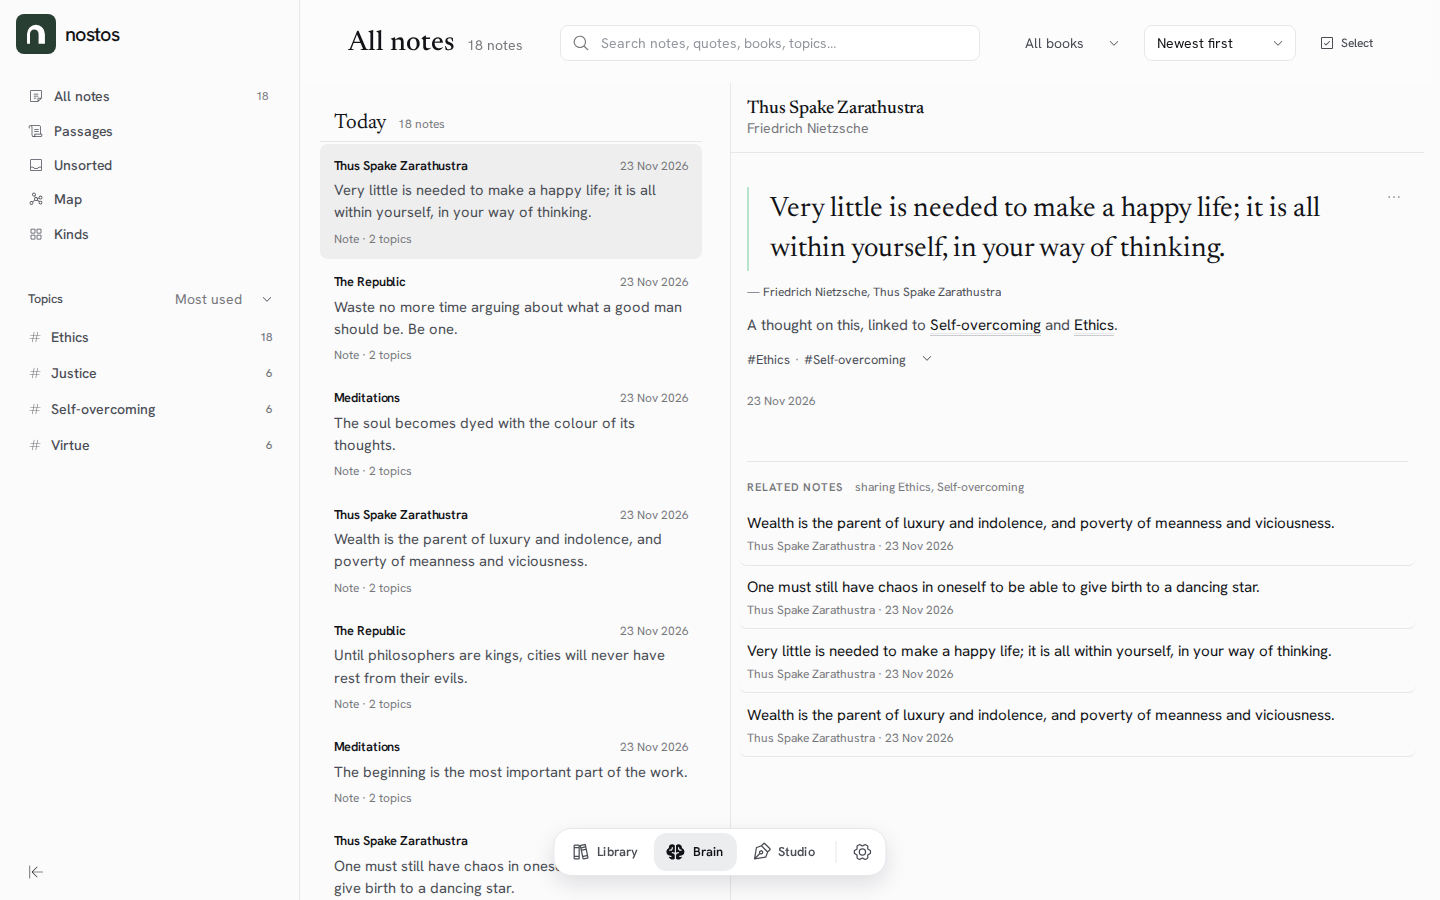 nostos
All notes 18
Passages
Unsorted
Map
Kinds
Topics Most used
# Ethics 18
# Justice 6
# Self-overcoming 6
# Virtue 6
All notes 18 notes
Search notes, quotes, books, topics...
All books
Newest first
Select
Today 18 notes
Thus Spake Zarathustra 23 Nov 2026
Very little is needed to make a happy life; it is all
within yourself, in your way of thinking.
Note · 2 topics
The Republic 23 Nov 2026
Waste no more time arguing about what a good man
should be. Be one.
Note · 2 topics
Meditations 23 Nov 2026
The soul becomes dyed with the colour of its
thoughts.
Note · 2 topics
Thus Spake Zarathustra 23 Nov 2026
Wealth is the parent of luxury and indolence, and
poverty of meanness and viciousness.
Note · 2 topics
The Republic 23 Nov 2026
Until philosophers are kings, cities will never have
rest from their evils.
Note · 2 topics
Meditations 23 Nov 2026
The beginning is the most important part of the work.
Note · 2 topics
Thus Spake Zarathustra
One must still have chaos in ones
give birth to a dancing star.
Thus Spake Zarathustra
Friedrich Nietzsche
Very little is needed to make a happy life; it is all
within yourself, in your way of thinking.
— Friedrich Nietzsche, Thus Spake Zarathustra
A thought on this, linked to Self-overcoming and Ethics.
#Ethics · #Self-overcoming
23 Nov 2026
RELATED NOTES sharing Ethics, Self-overcoming
Wealth is the parent of luxury and indolence, and poverty of meanness and viciousness.
Thus Spake Zarathustra · 23 Nov 2026
One must still have chaos in oneself to be able to give birth to a dancing star.
Thus Spake Zarathustra · 23 Nov 2026
Very little is needed to make a happy life; it is all within yourself, in your way of thinking.
Thus Spake Zarathustra · 23 Nov 2026
Wealth is the parent of luxury and indolence, and poverty of meanness and viciousness.
Thus Spake Zarathustra · 23 Nov 2026
Library
Brain
Studio